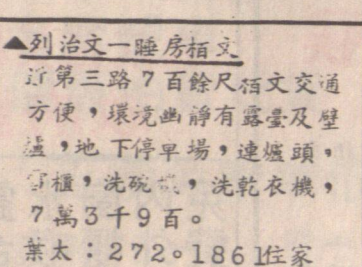 ▲列治文一睡房栢文
近第三路7百餘尺栢文交通
方便，環境幽靜有露臺及壁
爐，地下停車場，連爐頭，
雪櫃，洗碗機，洗乾衣機，
7萬3千9百。
葉太：272。1861住家